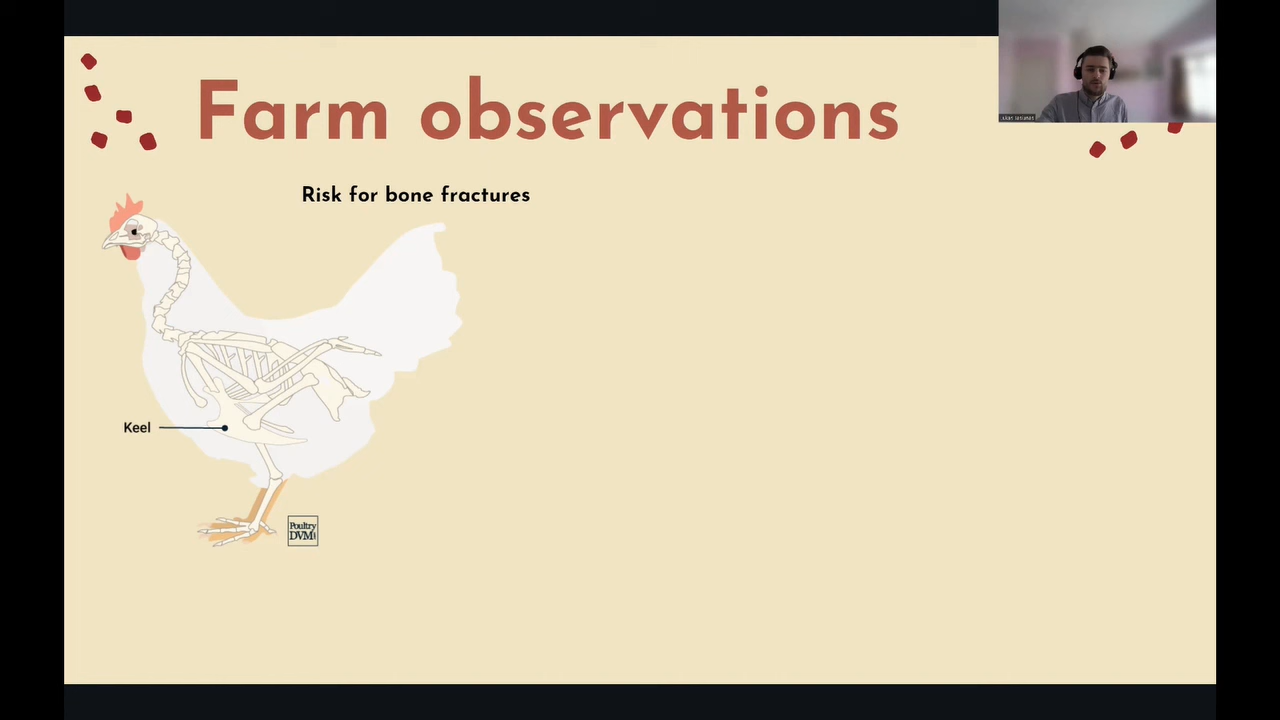 Farm observations
Risk for bone fractures
Keel
Poultry
DVM